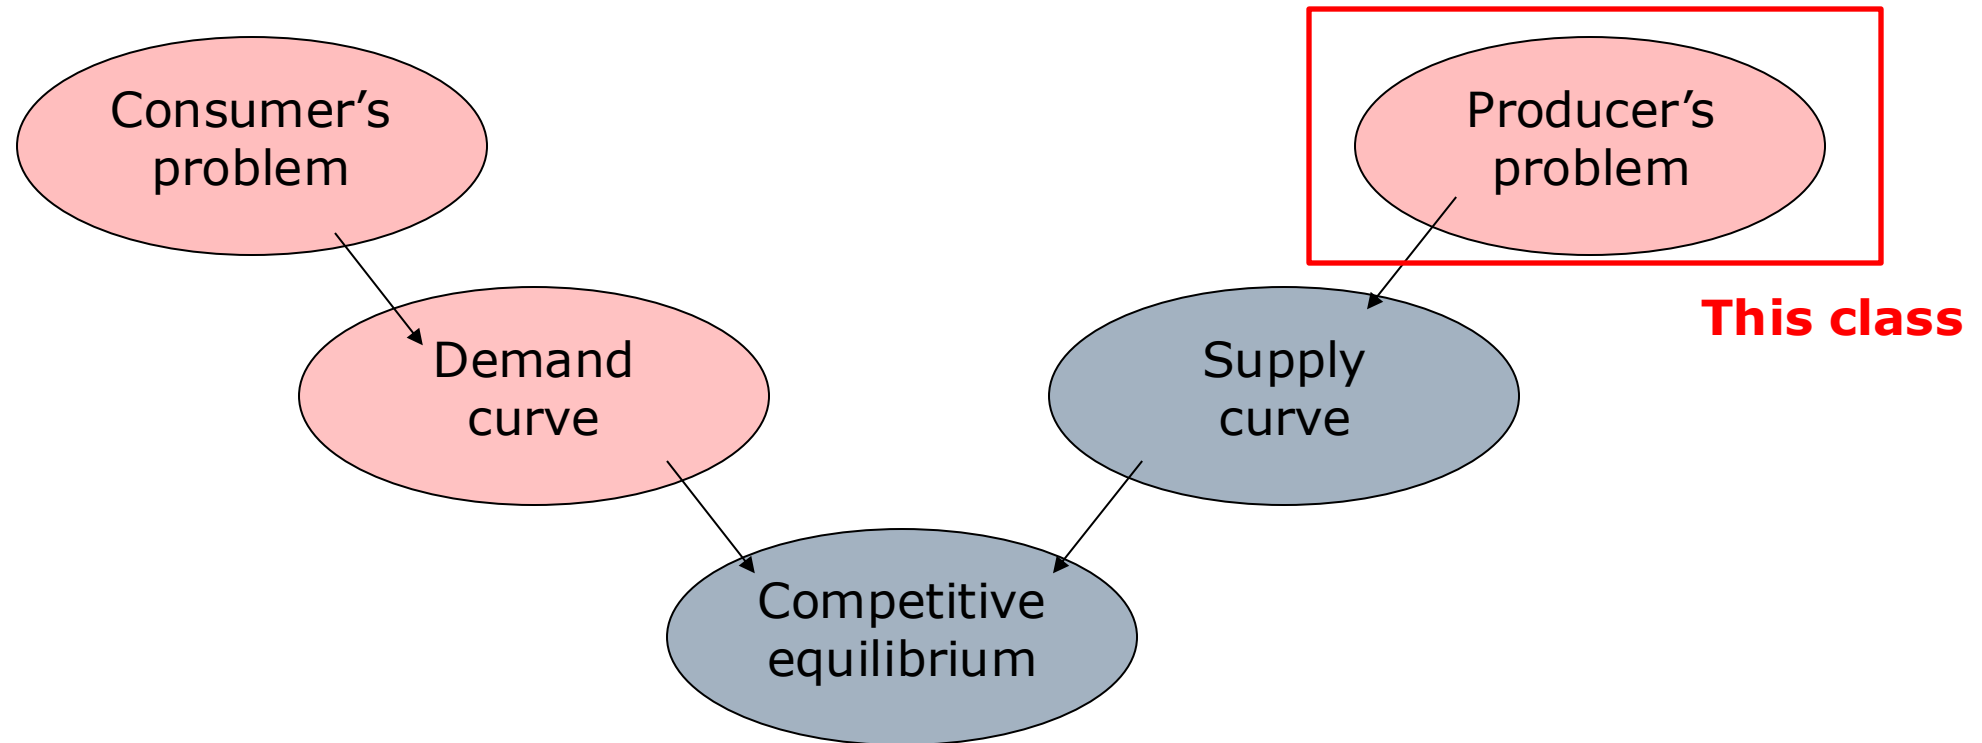 Consumer’s
problem
Producer’s
problem
This class
Demand
curve
Supply
curve
Competitive
equilibrium